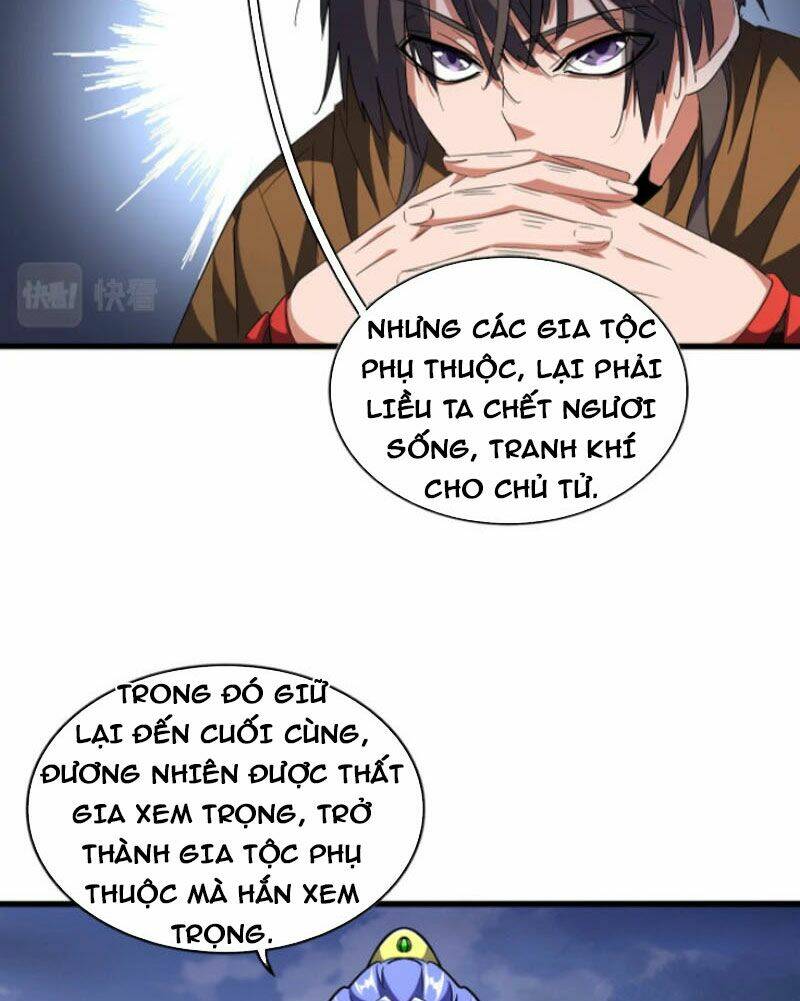 快看! 快看
NHƯNG CÁC GIA TỘC
PHỤ THUỘC, LẠI PHẢI
LIỀU TA CHẾT NGƯƠI
SỐNG, TRANH KHÍ
CHO CHỦ TỬ.
TRONG ĐÓ GIỮ
LẠI ĐẾN CUỐI CÙNG,
ĐƯƠNG NHIÊN ĐƯỢC THẤT
GIA XEM TRỌNG, TRỞ
THÀNH GIA TỘC PHỤ
THUỘC MÀ HẮN XEM
TRỌNG.